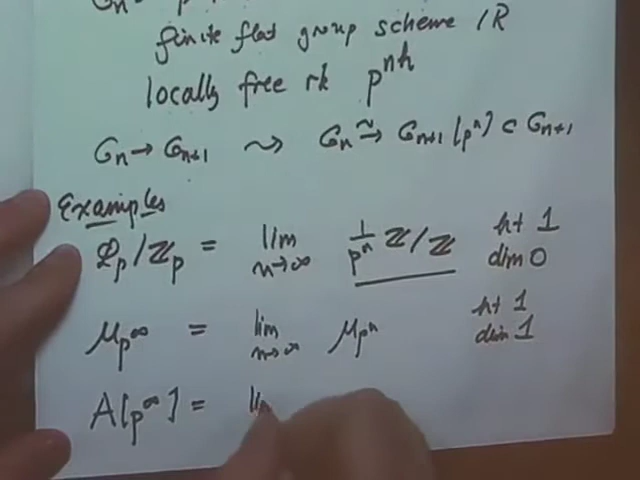 finite flat group scheme /R
locally free rk p^{nh}
G_n → G_{n+1} ⇝ G_n ⥲ G_{n+1}[p^n] ⊂ G_{n+1}
Examples
ℚ_p/ℤ_p = lim_{n→∞} 1/p^n ℤ/ℤ ht 1 dim 0
μ_{p^∞} = lim_{n→∞} μ_{p^n} ht 1 dim 1
A[p^∞] = li